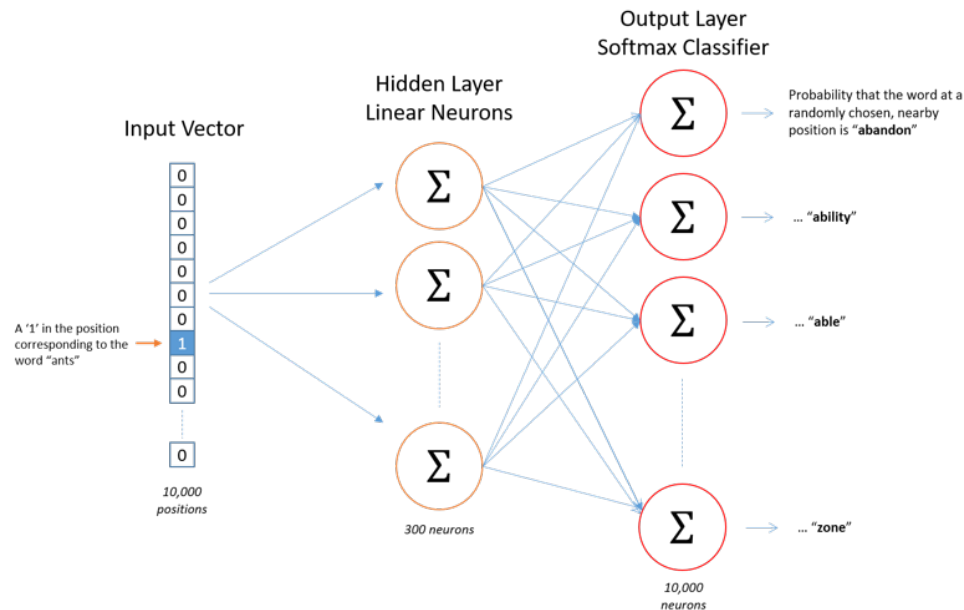 Output Layer
Softmax Classifier
Hidden Layer
Linear Neurons
Input Vector
0
0
0
0
0
0
0
1
0
0
0
A ‘1’ in the position
corresponding to the
word “ants”
10,000
positions
Σ
Σ
Σ
300 neurons
Σ
Σ
Σ
Σ
10,000
neurons
Probability that the word at a
randomly chosen, nearby
position is “abandon”
... “ability”
... “able”
... “zone”